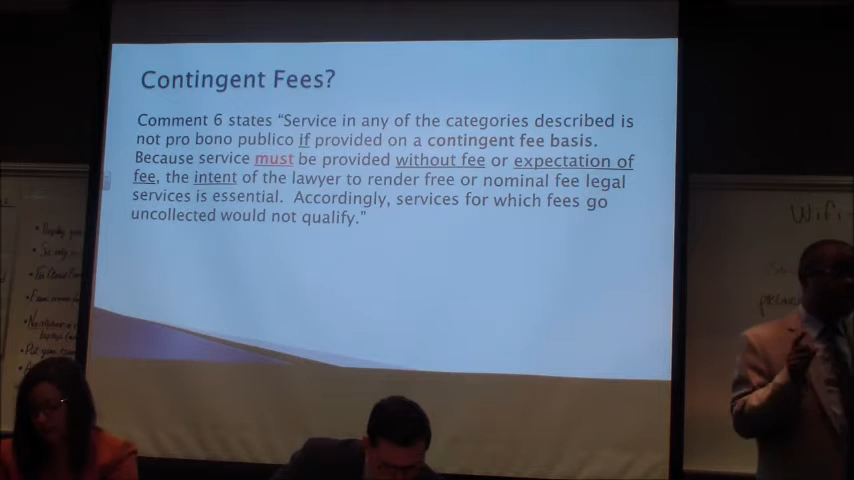 Contingent Fees?
Comment 6 states “Service in any of the categories described is
not pro bono publico if provided on a contingent fee basis.
Because service must be provided without fee or expectation of
fee, the intent of the lawyer to render free or nominal fee legal
services is essential.  Accordingly, services for which fees go
uncollected would not qualify.”
Wifi